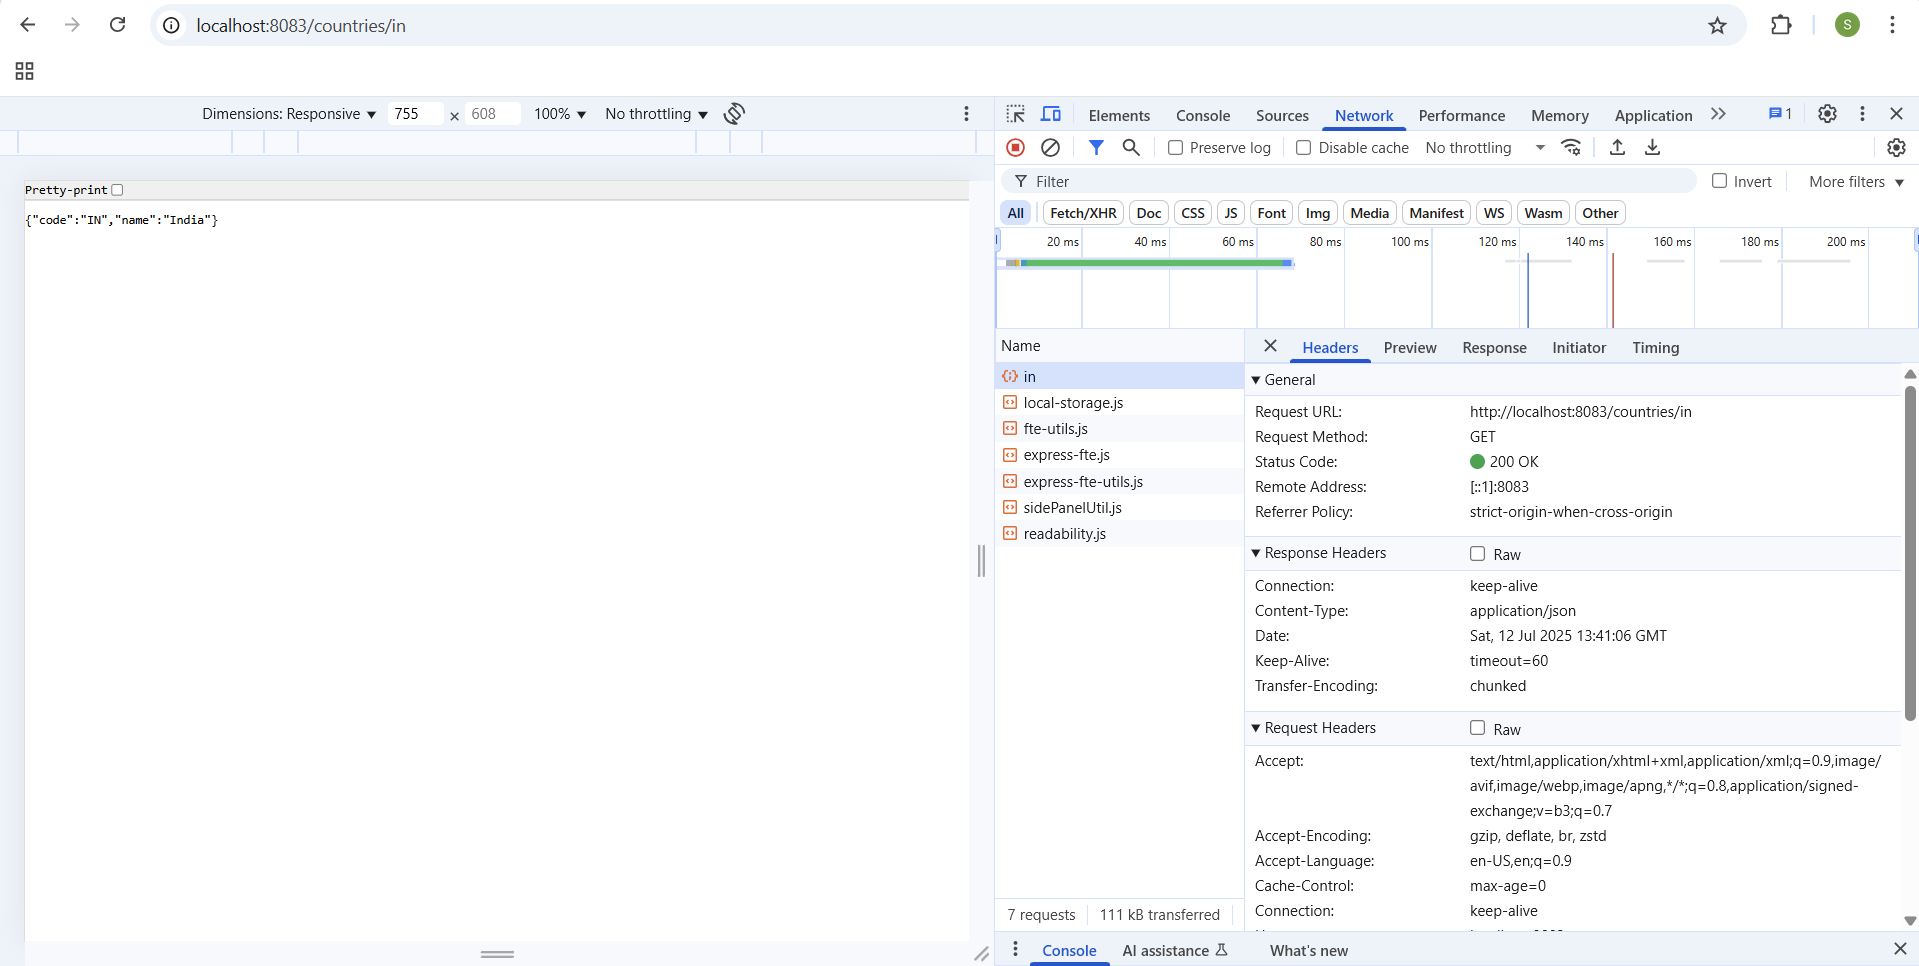 localhost:8083/countries/in
S
Dimensions: Responsive 755 × 608 100% No throttling
Elements Console Sources Network Performance Memory Application 1
Preserve log Disable cache No throttling
Filter Invert More filters
All Fetch/XHR Doc CSS JS Font Img Media Manifest WS Wasm Other
20 ms 40 ms 60 ms 80 ms 100 ms 120 ms 140 ms 160 ms 180 ms 200 ms
Pretty-print
{"code":"IN","name":"India"}
Name
in
local-storage.js
fte-utils.js
express-fte.js
express-fte-utils.js
sidePanelUtil.js
readability.js
7 requests 111 kB transferred
Headers Preview Response Initiator Timing
General
Request URL: http://localhost:8083/countries/in
Request Method: GET
Status Code: 200 OK
Remote Address: [::1]:8083
Referrer Policy: strict-origin-when-cross-origin
Response Headers Raw
Connection: keep-alive
Content-Type: application/json
Date: Sat, 12 Jul 2025 13:41:06 GMT
Keep-Alive: timeout=60
Transfer-Encoding: chunked
Request Headers Raw
Accept: text/html,application/xhtml+xml,application/xml;q=0.9,image/
avif,image/webp,image/apng,*/*;q=0.8,application/signed-
exchange;v=b3;q=0.7
Accept-Encoding: gzip, deflate, br, zstd
Accept-Language: en-US,en;q=0.9
Cache-Control: max-age=0
Connection: keep-alive
Console AI assistance What's new